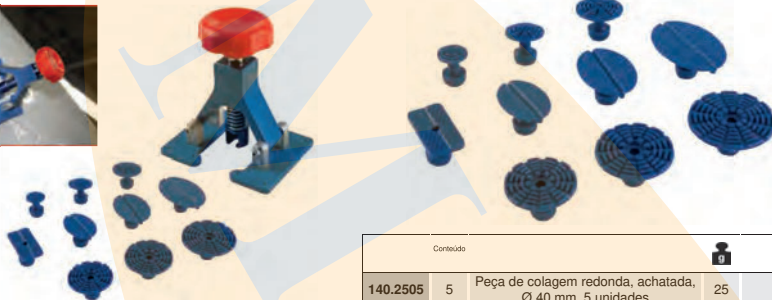 Conteúdo
g
140.2505 5 Peça de colagem redonda, achatada, 25
Ø 40 mm, 5 unidades